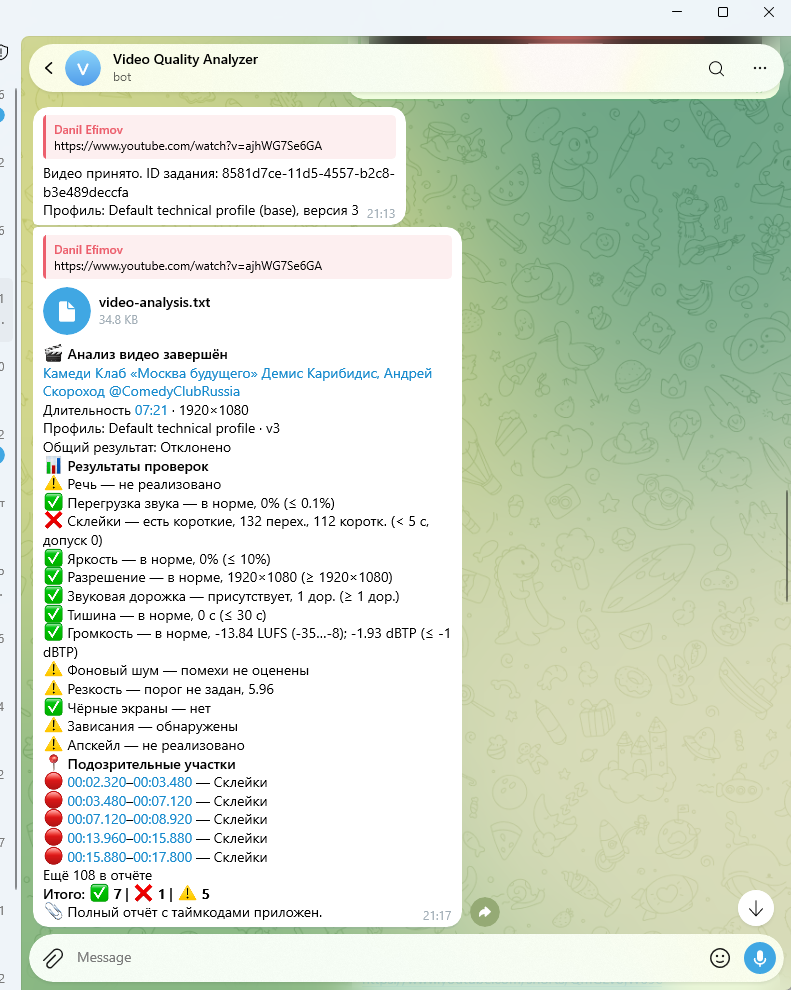 Video Quality Analyzer
V
bot
Danil Efimov
https://www.youtube.com/watch?v=ajhWG7Se6GA
Видео принято. ID задания: 8581d7ce-11d5-4557-b2c8-
b3e489deccfa
Профиль: Default technical profile (base), версия 3 21:13
Danil Efimov
https://www.youtube.com/watch?v=ajhWG7Se6GA
video-analysis.txt
34.8 KB
🎬 Анализ видео завершён
Камеди Клаб «Москва будущего» Демис Карибидис, Андрей
Скороход @ComedyClubRussia
Длительность 07:21 · 1920×1080
Профиль: Default technical profile · v3
Общий результат: Отклонено
📊 Результаты проверок
⚠️ Речь — не реализовано
✅ Перегрузка звука — в норме, 0% (≤ 0.1%)
❌ Склейки — есть короткие, 132 перех., 112 коротк. (< 5 с,
допуск 0)
✅ Яркость — в норме, 0% (≤ 10%)
✅ Разрешение — в норме, 1920×1080 (≥ 1920×1080)
✅ Звуковая дорожка — присутствует, 1 дор. (≥ 1 дор.)
✅ Тишина — в норме, 0 с (≤ 30 с)
✅ Громкость — в норме, -13.84 LUFS (-35…-8); -1.93 dBTP (≤ -1
dBTP)
⚠️ Фоновый шум — помехи не оценены
⚠️ Резкость — порог не задан, 5.96
✅ Чёрные экраны — нет
⚠️ Зависания — обнаружены
⚠️ Апскейл — не реализовано
📍 Подозрительные участки
🔴 00:02.320–00:03.480 — Склейки
🔴 00:03.480–00:07.120 — Склейки
🔴 00:07.120–00:08.920 — Склейки
🔴 00:13.960–00:15.880 — Склейки
🔴 00:15.880–00:17.800 — Склейки
Ещё 108 в отчёте
Итого: ✅ 7 | ❌ 1 | ⚠️ 5
📎 Полный отчёт с таймкодами приложен. 21:17
Message